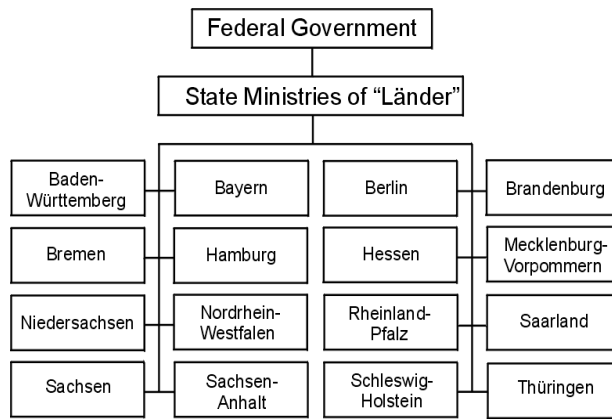 Federal Government
State Ministries of “Länder”
Baden-
Württemberg
Bayern
Berlin
Brandenburg
Bremen
Hamburg
Hessen
Mecklenburg-
Vorpommern
Niedersachsen
Nordrhein-
Westfalen
Rheinland-
Pfalz
Saarland
Sachsen
Sachsen-
Anhalt
Schleswig-
Holstein
Thüringen